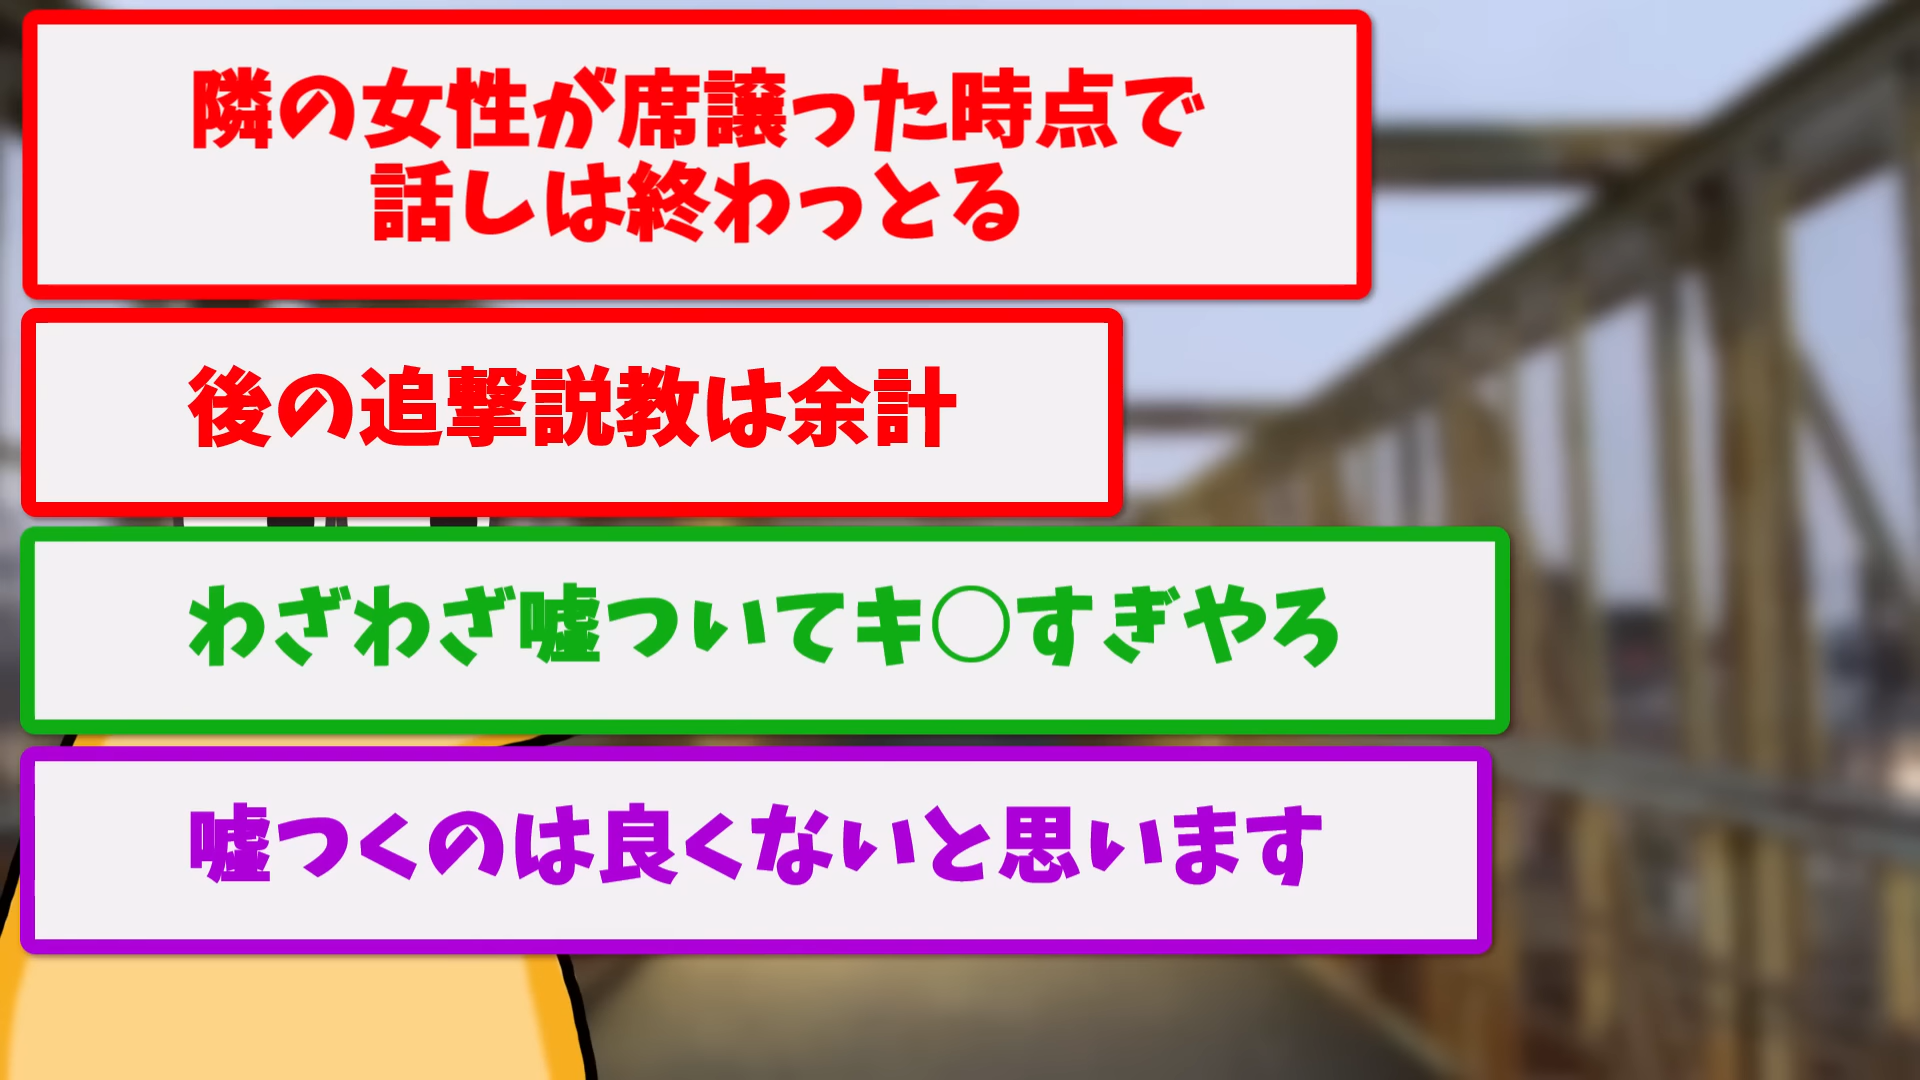 隣の女性が席譲った時点で
話しは終わっとる
後の追撃説教は余計
わざわざ嘘ついてキ◯すぎやろ
嘘つくのは良くないと思います